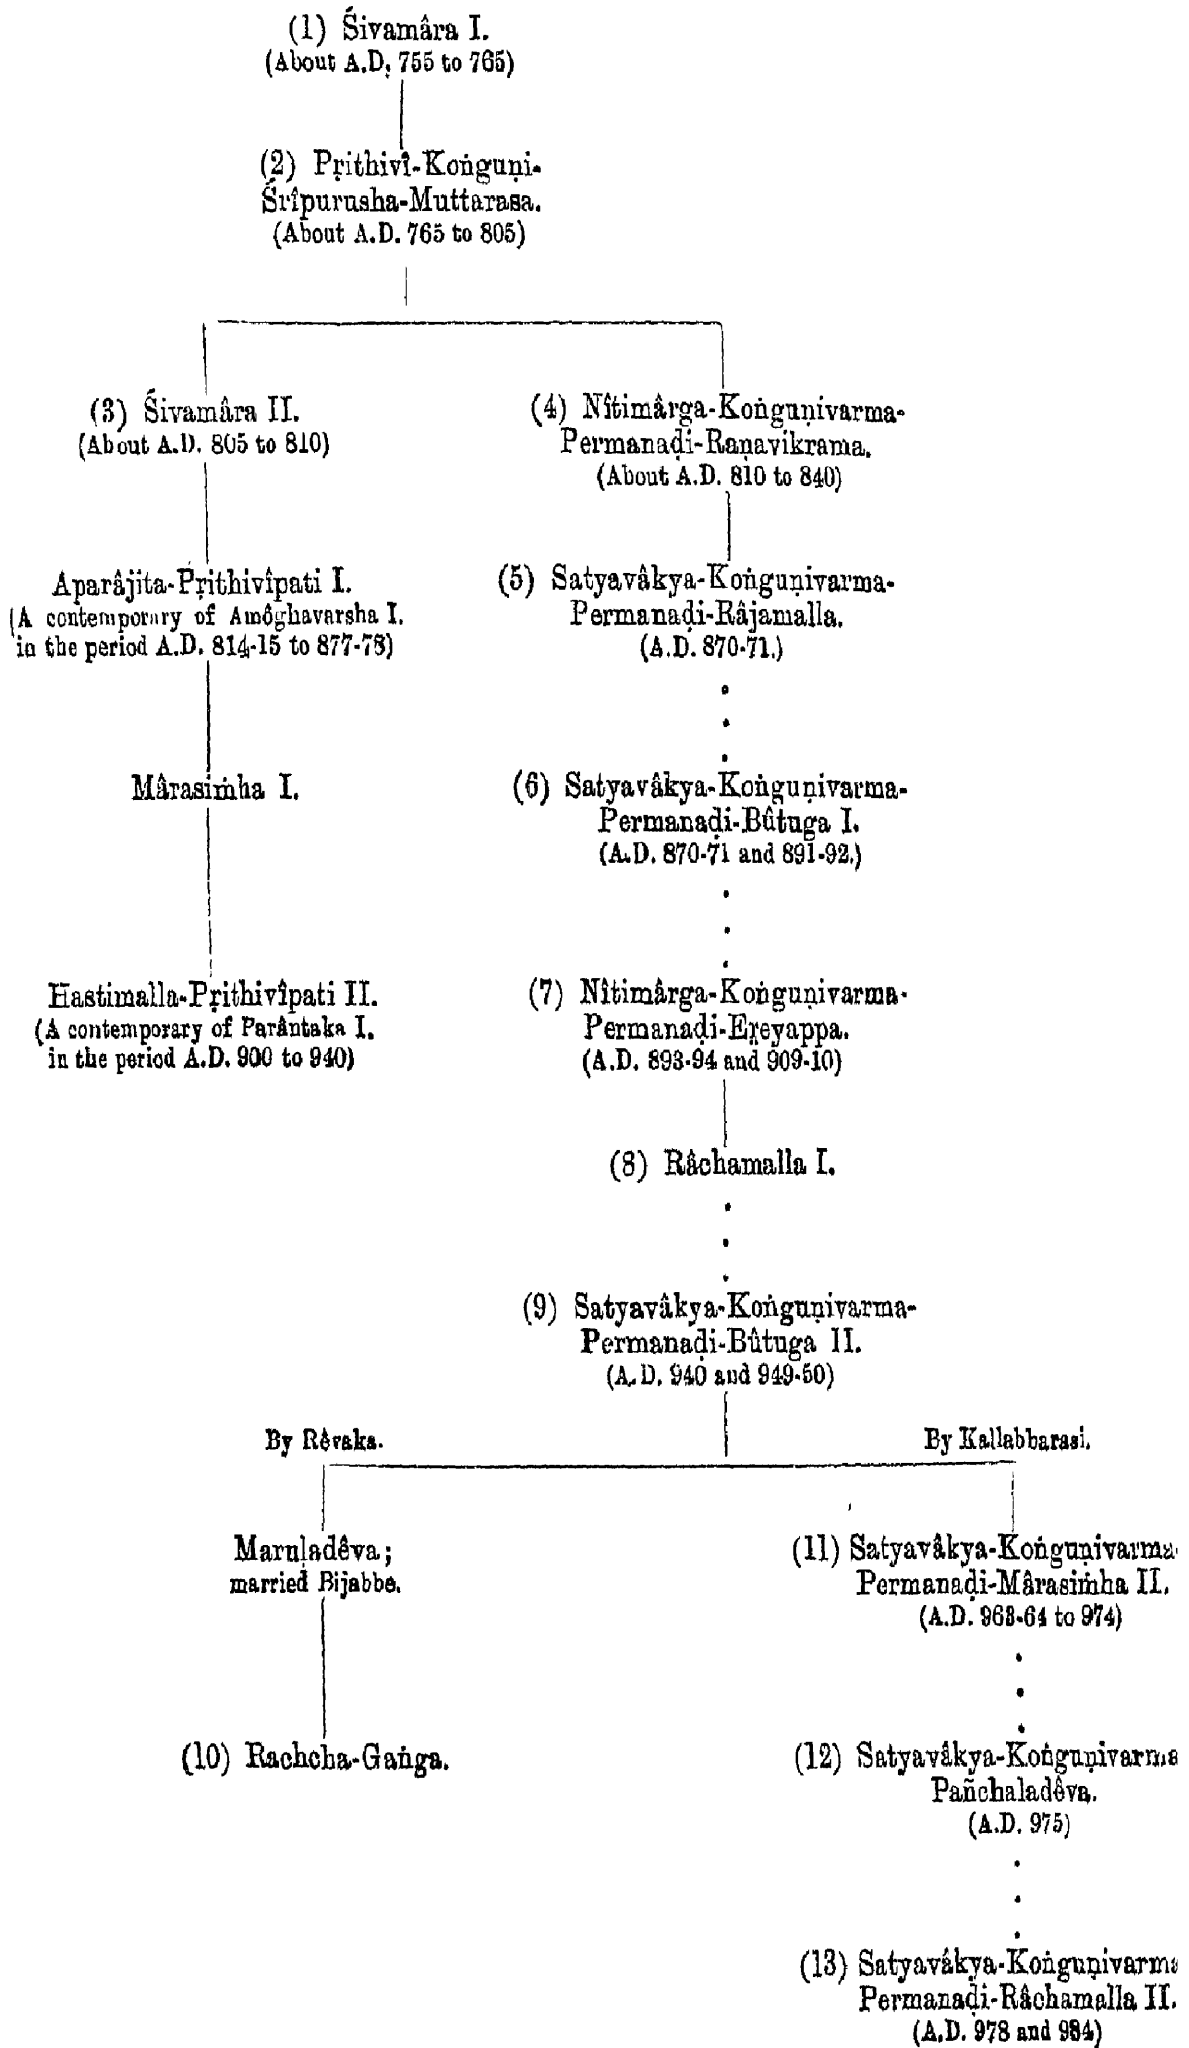 (1) Śivamâra I.
(About A.D. 755 to 765)
(2) Pṛithivî-Koṅguṇi-
Śrîpurusha-Muttarasa.
(About A.D. 765 to 805)
(3) Śivamâra II.
(About A.D. 805 to 810)
(4) Nîtimârga-Koṅguṇivarma-
Permanaḍi-Raṇavikrama.
(About A.D. 810 to 840)
Aparâjita-Pṛithivîpati I.
(A contemporary of Amôghavarsha I.
in the period A.D. 814-15 to 877-78)
(5) Satyavâkya-Koṅguṇivarma-
Permanaḍi-Râjamalla.
(A.D. 870-71.)
Mârasiṁha I.
(6) Satyavâkya-Koṅguṇivarma-
Permanaḍi-Bûtuga I.
(A.D. 870-71 and 891-92.)
Hastimalla-Pṛithivîpati II.
(A contemporary of Parântaka I.
in the period A.D. 900 to 940)
(7) Nîtimârga-Koṅguṇivarma-
Permanaḍi-Eṟeyappa.
(A.D. 893-94 and 909-10)
(8) Râchamalla I.
(9) Satyavâkya-Koṅguṇivarma-
Permanaḍi-Bûtuga II.
(A.D. 940 and 949-50)
By Rêvaka.
By Kallabbarasi.
Maruḷadêva;
married Bijabbe.
(11) Satyavâkya-Koṅguṇivarma-
Permanaḍi-Mârasiṁha II.
(A.D. 963-64 to 974)
(10) Rachcha-Gaṅga.
(12) Satyavâkya-Koṅguṇivarma
Pañchaladêva.
(A.D. 975)
(13) Satyavâkya-Koṅguṇivarma
Permanaḍi-Râchamalla II.
(A.D. 978 and 984)